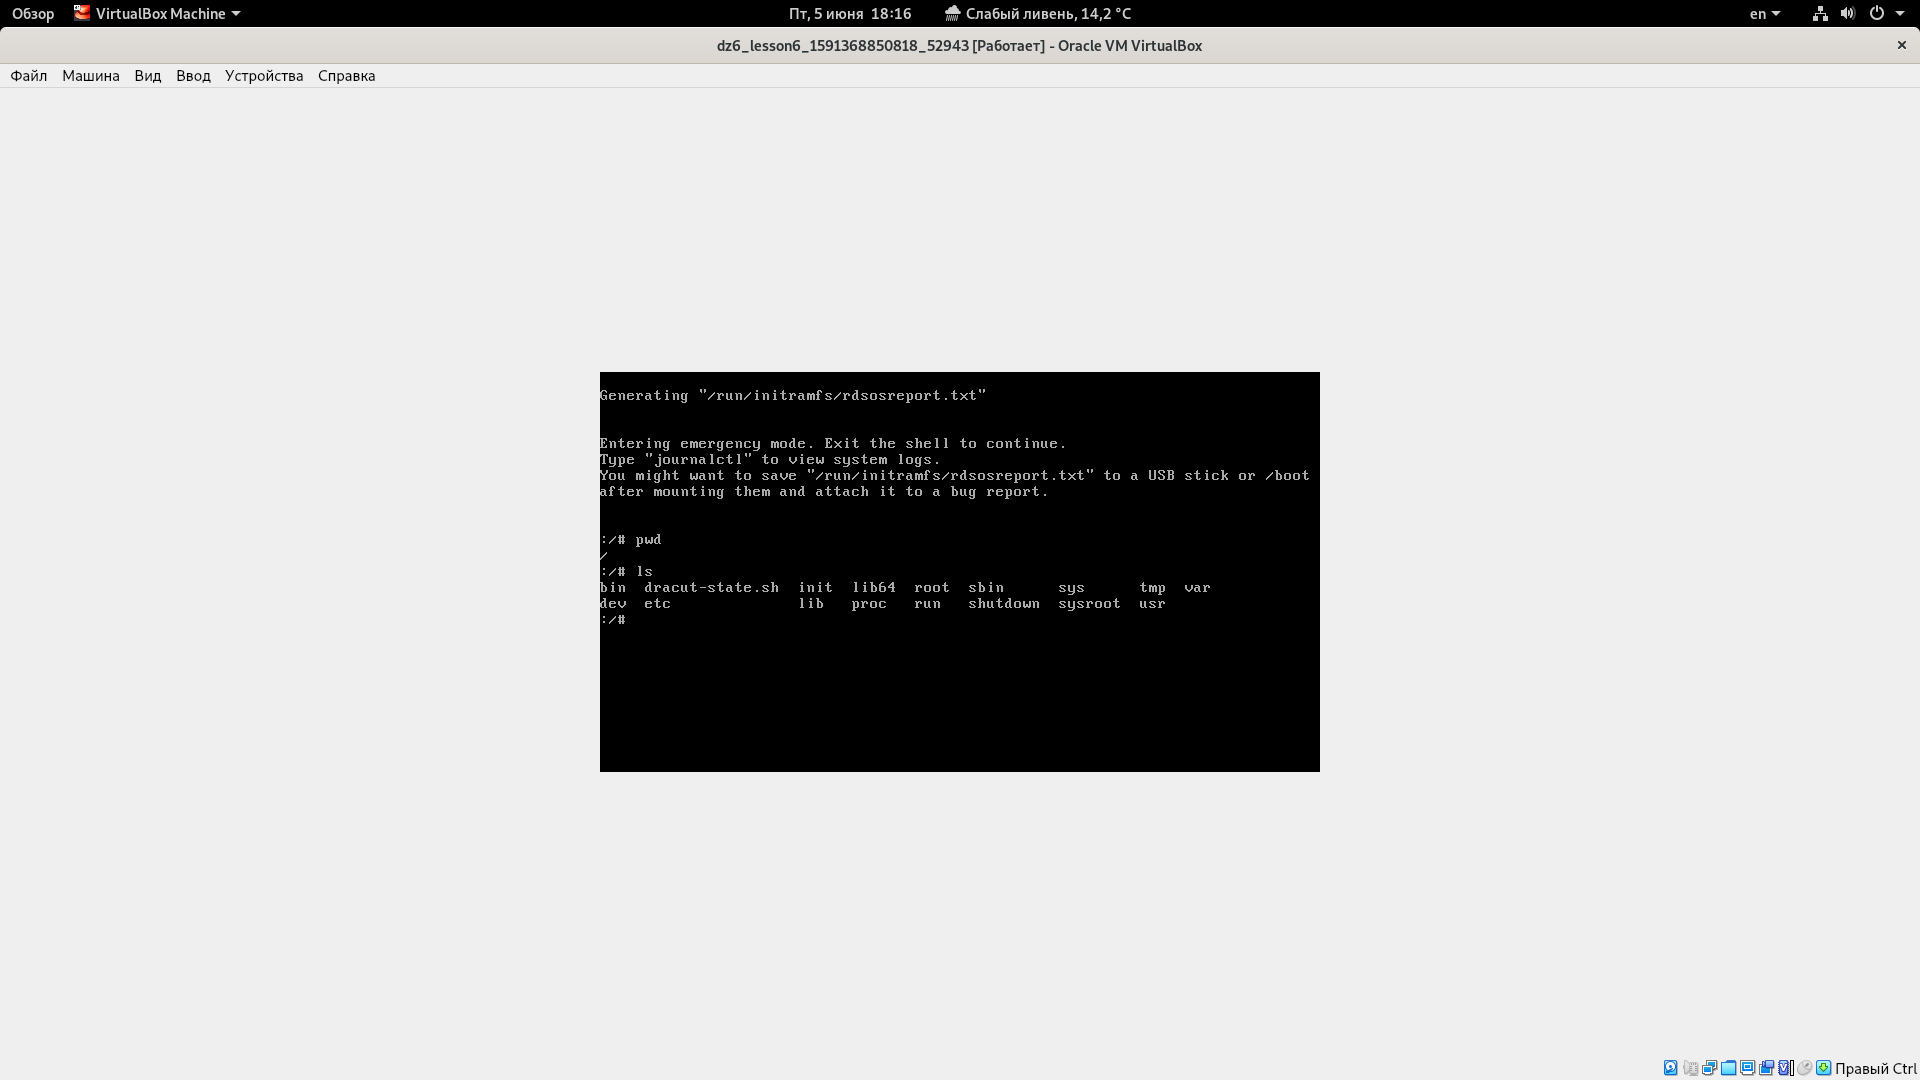 Обзор VirtualBox Machine Пт, 5 июня 18:16 Слабый ливень, 14,2 °C en
dz6_lesson6_1591368850818_52943 [Работает] - Oracle VM VirtualBox
Файл Машина Вид Ввод Устройства Справка
Generating "/run/initramfs/rdsosreport.txt"
Entering emergency mode. Exit the shell to continue.
Type "journalctl" to view system logs.
You might want to save "/run/initramfs/rdsosreport.txt" to a USB stick or /boot
after mounting them and attach it to a bug report.
:/# pwd
/
:/# ls
bin dracut-state.sh init lib64 root sbin sys tmp var
dev etc lib proc run shutdown sysroot usr
:/#
Правый Ctrl